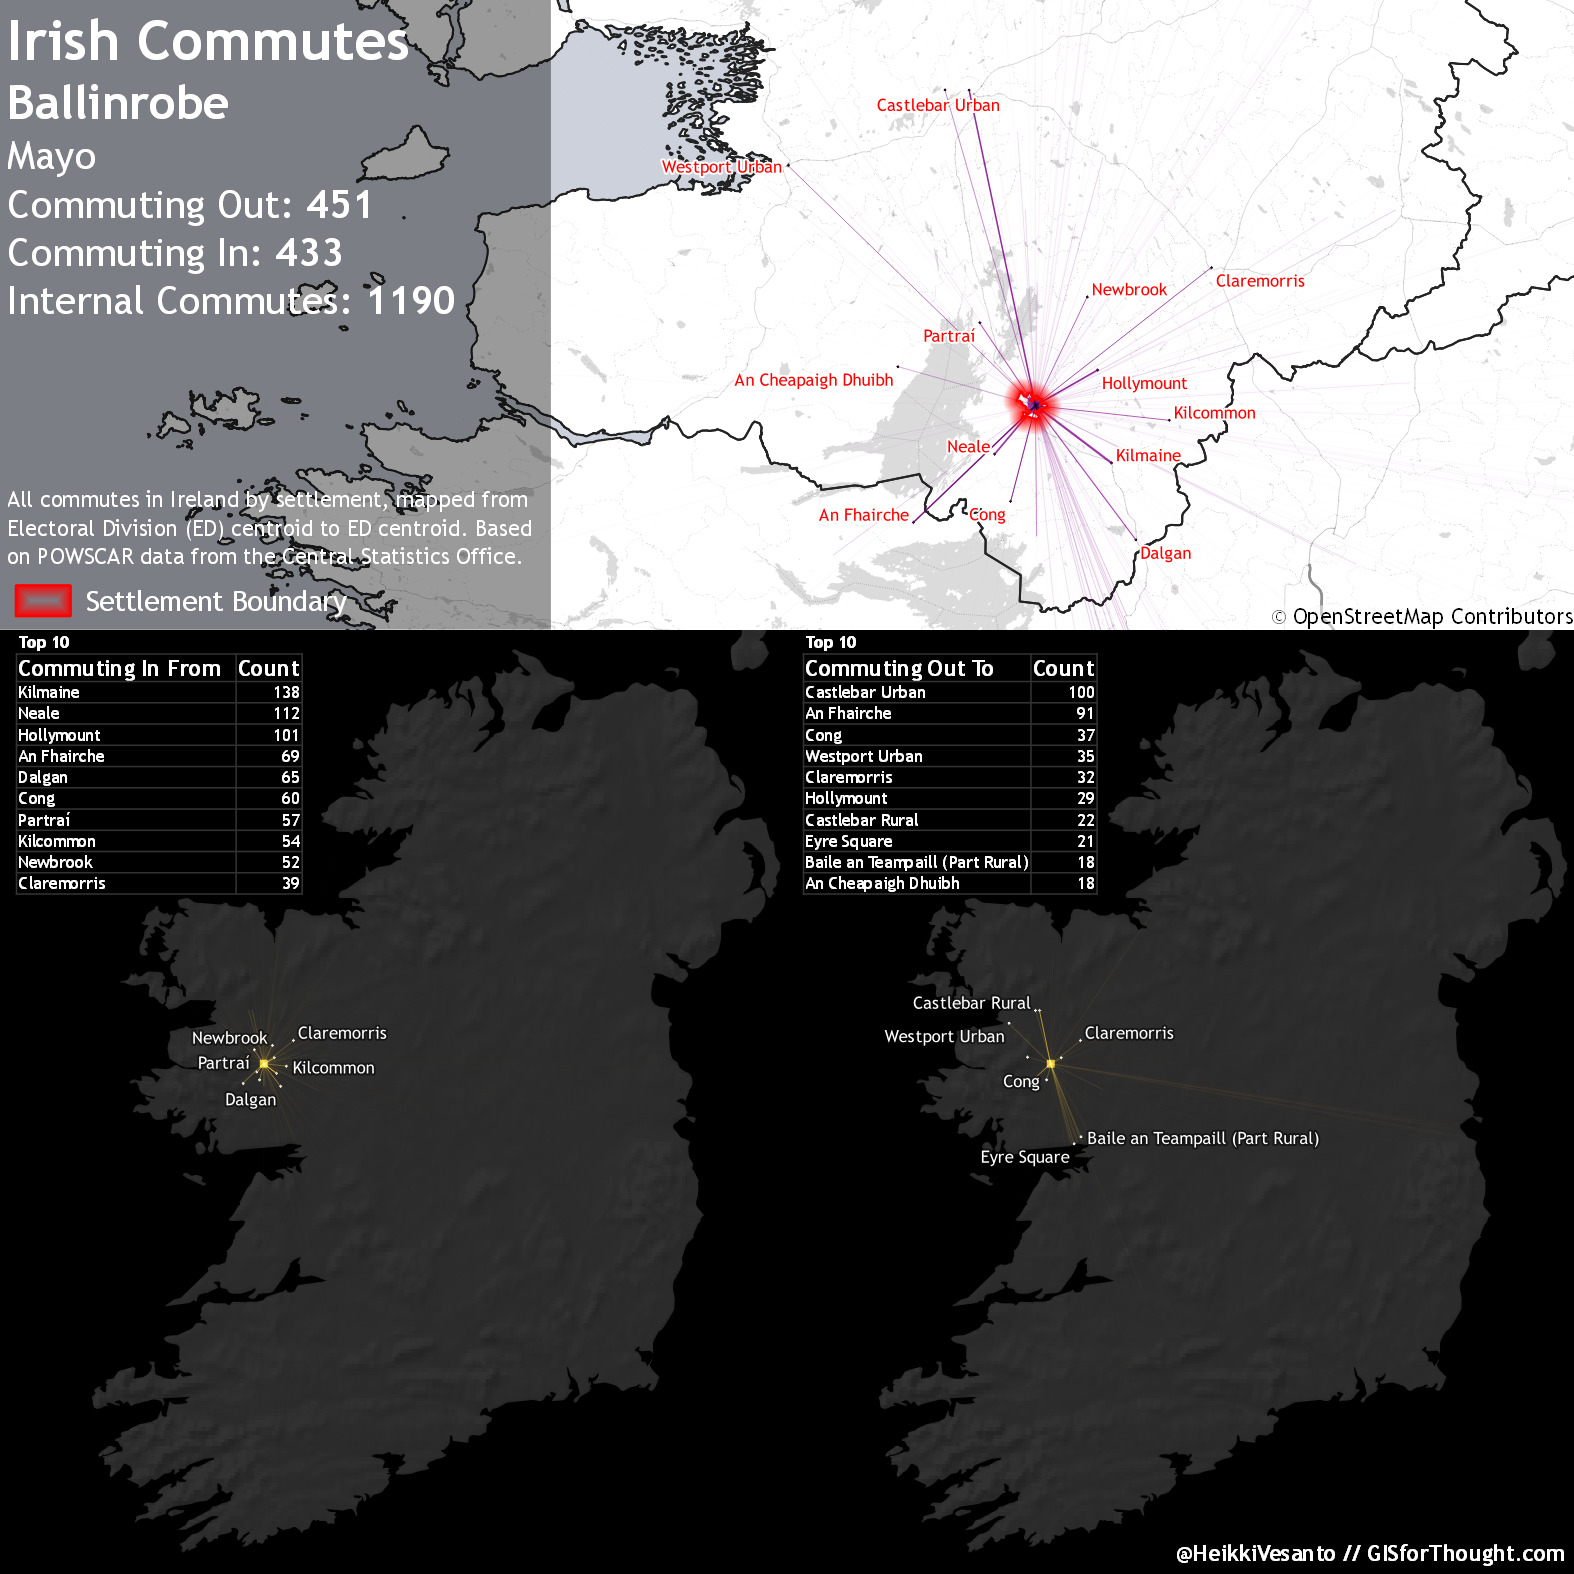 Irish Commutes
Ballinrobe
Mayo
Commuting Out: 451
Commuting In: 433
Internal Commutes: 1190
All commutes in Ireland by settlement, mapped from
Electoral Division (ED) centroid to ED centroid. Based
on POWSCAR data from the Central Statistics Office.
Settlement Boundary
Castlebar Urban
Westport Urban
Newbrook
Claremorris
Partraí
An Cheapaigh Dhuibh
Hollymount
Kilcommon
Neale
Kilmaine
An Fhairche
Cong
Dalgan
© OpenStreetMap Contributors
Top 10
Commuting In From Count
Kilmaine 138
Neale 112
Hollymount 101
An Fhairche 69
Dalgan 65
Cong 60
Partraí 57
Kilcommon 54
Newbrook 52
Claremorris 39
Top 10
Commuting Out To Count
Castlebar Urban 100
An Fhairche 91
Cong 37
Westport Urban 35
Claremorris 32
Hollymount 29
Castlebar Rural 22
Eyre Square 21
Baile an Teampaill (Part Rural) 18
An Cheapaigh Dhuibh 18
Newbrook
Claremorris
Partraí
Kilcommon
Dalgan
Castlebar Rural
Westport Urban
Claremorris
Cong
Baile an Teampaill (Part Rural)
Eyre Square
@HeikkiVesanto // GISforThought.com